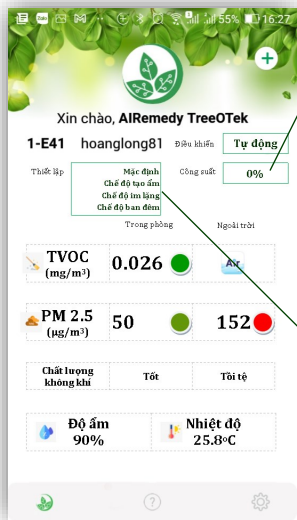 55% 16:27
Xin chào, AIRemedy TreeOTek
1-E41 hoanglong81 Điều khiển Tự động
Thiết lập Mặc định Công suất 0%
Chế độ tạo ẩm
Chế độ im lặng
Chế độ ban đêm
Trong phòng Ngoài trời
TVOC 0.026 Air
(mg/m³)
PM 2.5 50 152
(µg/m³)
Chất lượng
không khí Tốt Tồi tệ
Độ ẩm Nhiệt độ
90% 25.8°C
?